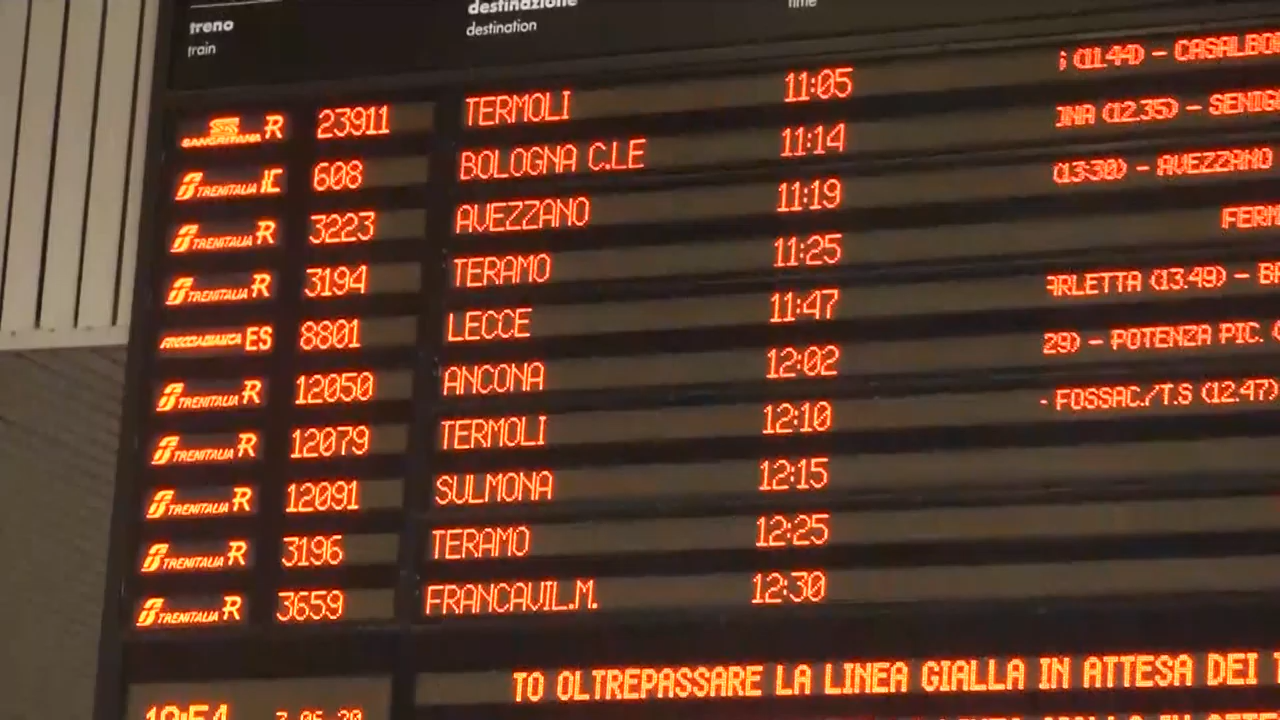 treno destinazione
train destination time
SANGRITANA R 23911 TERMOLI 11:05 (11.44) – CASALBO
TRENITALIA IC 608 BOLOGNA C.LE 11:14 NA (12.35) – SENIG
TRENITALIA R 3223 AVEZZANO 11:19 (13:30) – AVEZZANO
TRENITALIA R 3194 TERAMO 11:25 FERM
FRECCIABIANCA ES 8801 LECCE 11:47 ARLETTA (13.49) – B
TRENITALIA R 12050 ANCONA 12:02 29) – POTENZA PIC. (
TRENITALIA R 12079 TERMOLI 12:10 - FOSSAC./T.S (12.47)
TRENITALIA R 12091 SULMONA 12:15
TRENITALIA R 3196 TERAMO 12:25
TRENITALIA R 3659 FRANCAVIL.M. 12:30
TO OLTREPASSARE LA LINEA GIALLA IN ATTESA DEI T